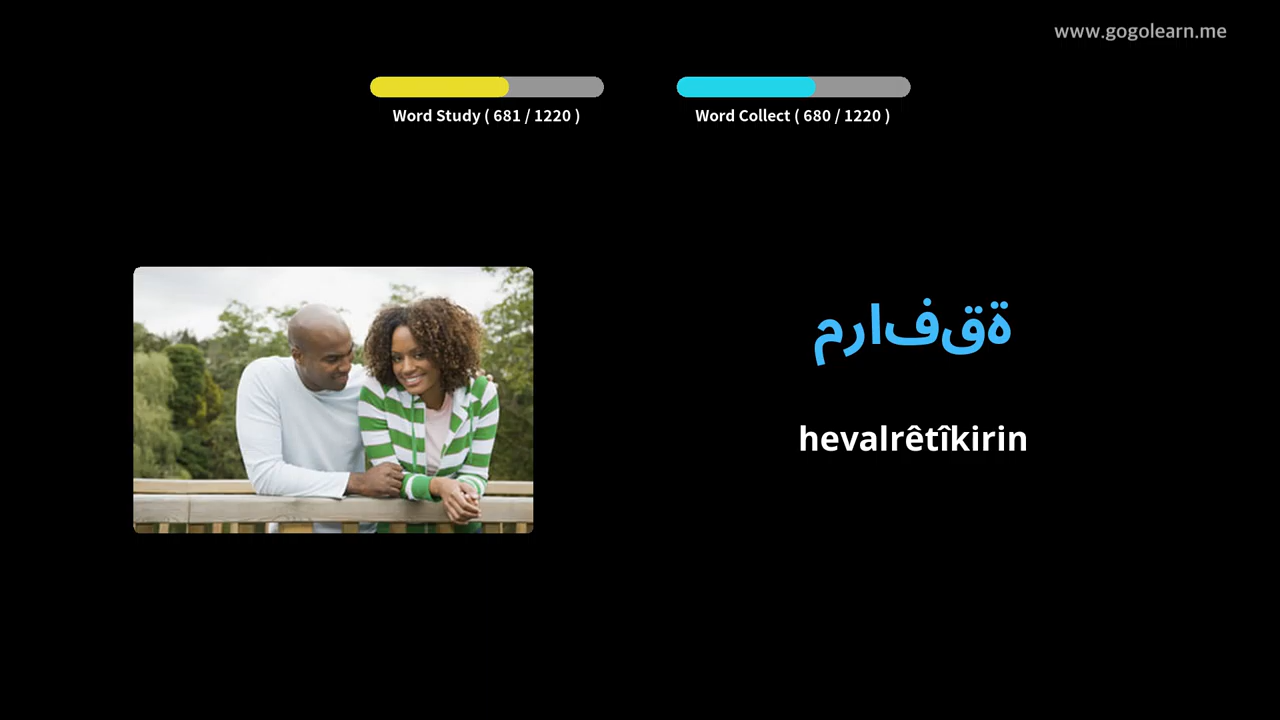 www.gogolearn.me
Word Study ( 681 / 1220 )
Word Collect ( 680 / 1220 )
مرافقة
hevalrêtîkirin